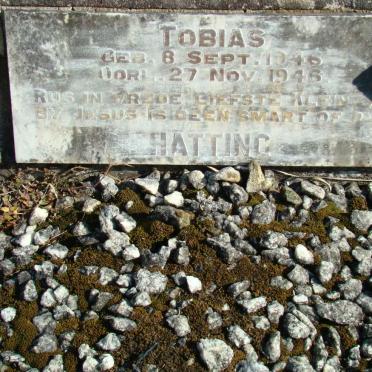 TOBIAS
GEB. 8 SEPT. 1946
OORL. 27 NOV. 1946
RUS IN VREDE LIEFSTE KLEIN
BY JESUS IS GEEN SMART OF
HATTING